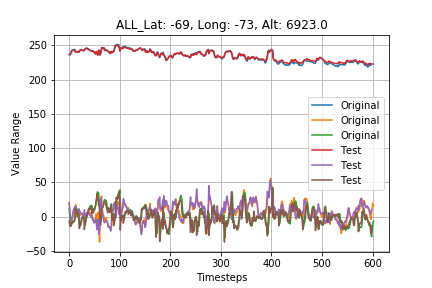 ALL_Lat: -69, Long: -73, Alt: 6923.0
250
200
150
100
50
0
−50
Value Range
Original
Original
Original
Test
Test
Test
0
100
200
300
400
500
600
Timesteps